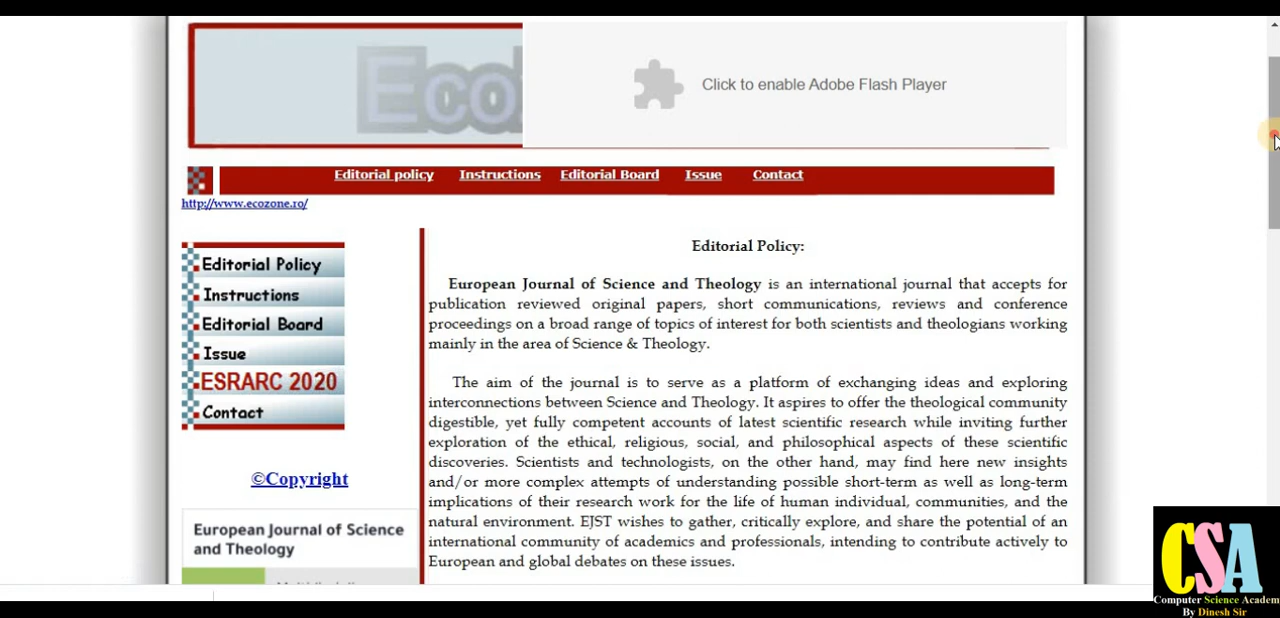 Eco
Click to enable Adobe Flash Player
Editorial policy Instructions Editorial Board Issue Contact
http://www.ecozone.ro/
Editorial Policy
Instructions
Editorial Board
Issue
ESRARC 2020
Contact
©Copyright
European Journal of Science
and Theology
Editorial Policy:
European Journal of Science and Theology is an international journal that accepts for
publication reviewed original papers, short communications, reviews and conference
proceedings on a broad range of topics of interest for both scientists and theologians working
mainly in the area of Science & Theology.
The aim of the journal is to serve as a platform of exchanging ideas and exploring
interconnections between Science and Theology. It aspires to offer the theological community
digestible, yet fully competent accounts of latest scientific research while inviting further
exploration of the ethical, religious, social, and philosophical aspects of these scientific
discoveries. Scientists and technologists, on the other hand, may find here new insights
and/or more complex attempts of understanding possible short-term as well as long-term
implications of their research work for the life of human individual, communities, and the
natural environment. EJST wishes to gather, critically explore, and share the potential of an
international community of academics and professionals, intending to contribute actively to
European and global debates on these issues.
CSA
Computer Science Academ
By Dinesh Sir